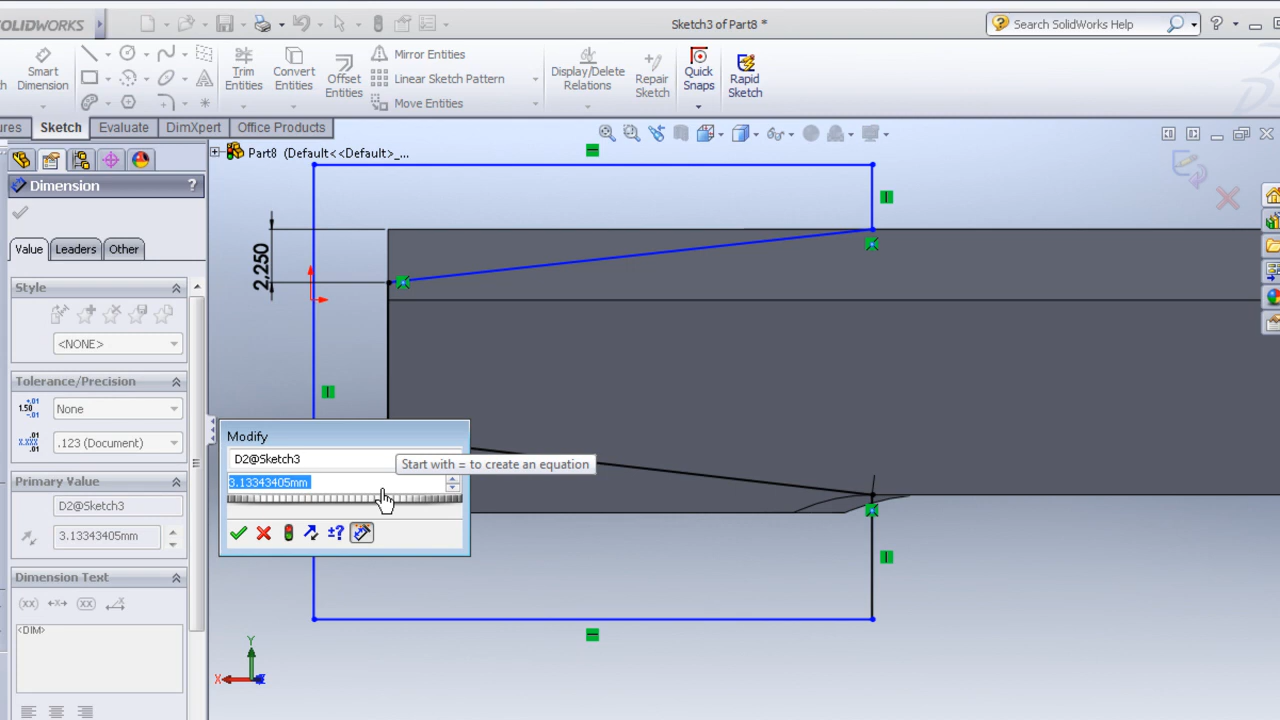 SOLIDWORKS
Sketch3 of Part8 *
Search SolidWorks Help
?
Smart
Dimension
Trim
Entities
Convert
Entities
Offset
Entities
Mirror Entities
Linear Sketch Pattern
Move Entities
Display/Delete
Relations
Repair
Sketch
Quick
Snaps
Rapid
Sketch
ures
Sketch
Evaluate
DimXpert
Office Products
Part8 (Default<<Default>_...
Dimension
?
Value
Leaders
Other
Style
<NONE>
Tolerance/Precision
None
.123 (Document)
Primary Value
D2@Sketch3
3.13343405mm
Dimension Text
<DIM>
2,250
Modify
D2@Sketch3
3.13343405mm
Start with = to create an equation
±?
Y
X